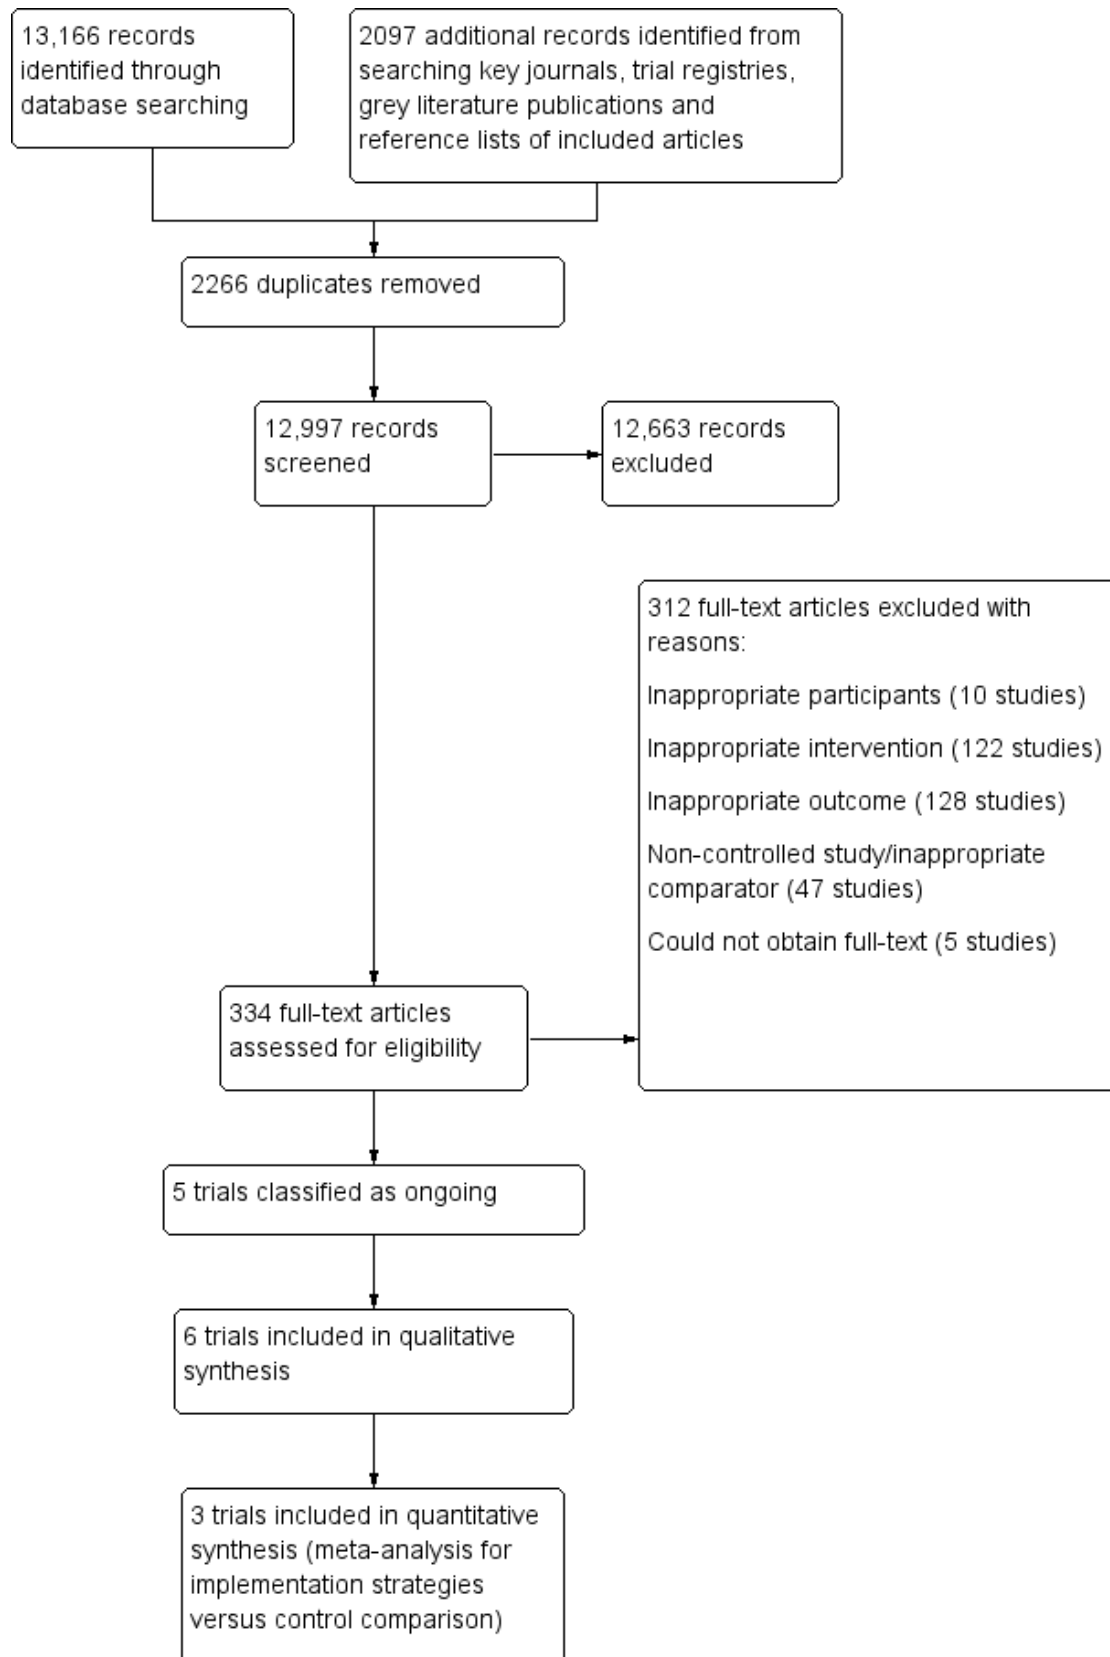 13,166 records
identified through
database searching
2097 additional records identified from
searching key journals, trial registries,
grey literature publications and
reference lists of included articles
2266 duplicates removed
12,997 records
screened
12,663 records
excluded
312 full-text articles excluded with
reasons:
Inappropriate participants (10 studies)
Inappropriate intervention (122 studies)
Inappropriate outcome (128 studies)
Non-controlled study/inappropriate
comparator (47 studies)
Could not obtain full-text (5 studies)
334 full-text articles
assessed for eligibility
5 trials classified as ongoing
6 trials included in qualitative
synthesis
3 trials included in quantitative
synthesis (meta-analysis for
implementation strategies
versus control comparison)